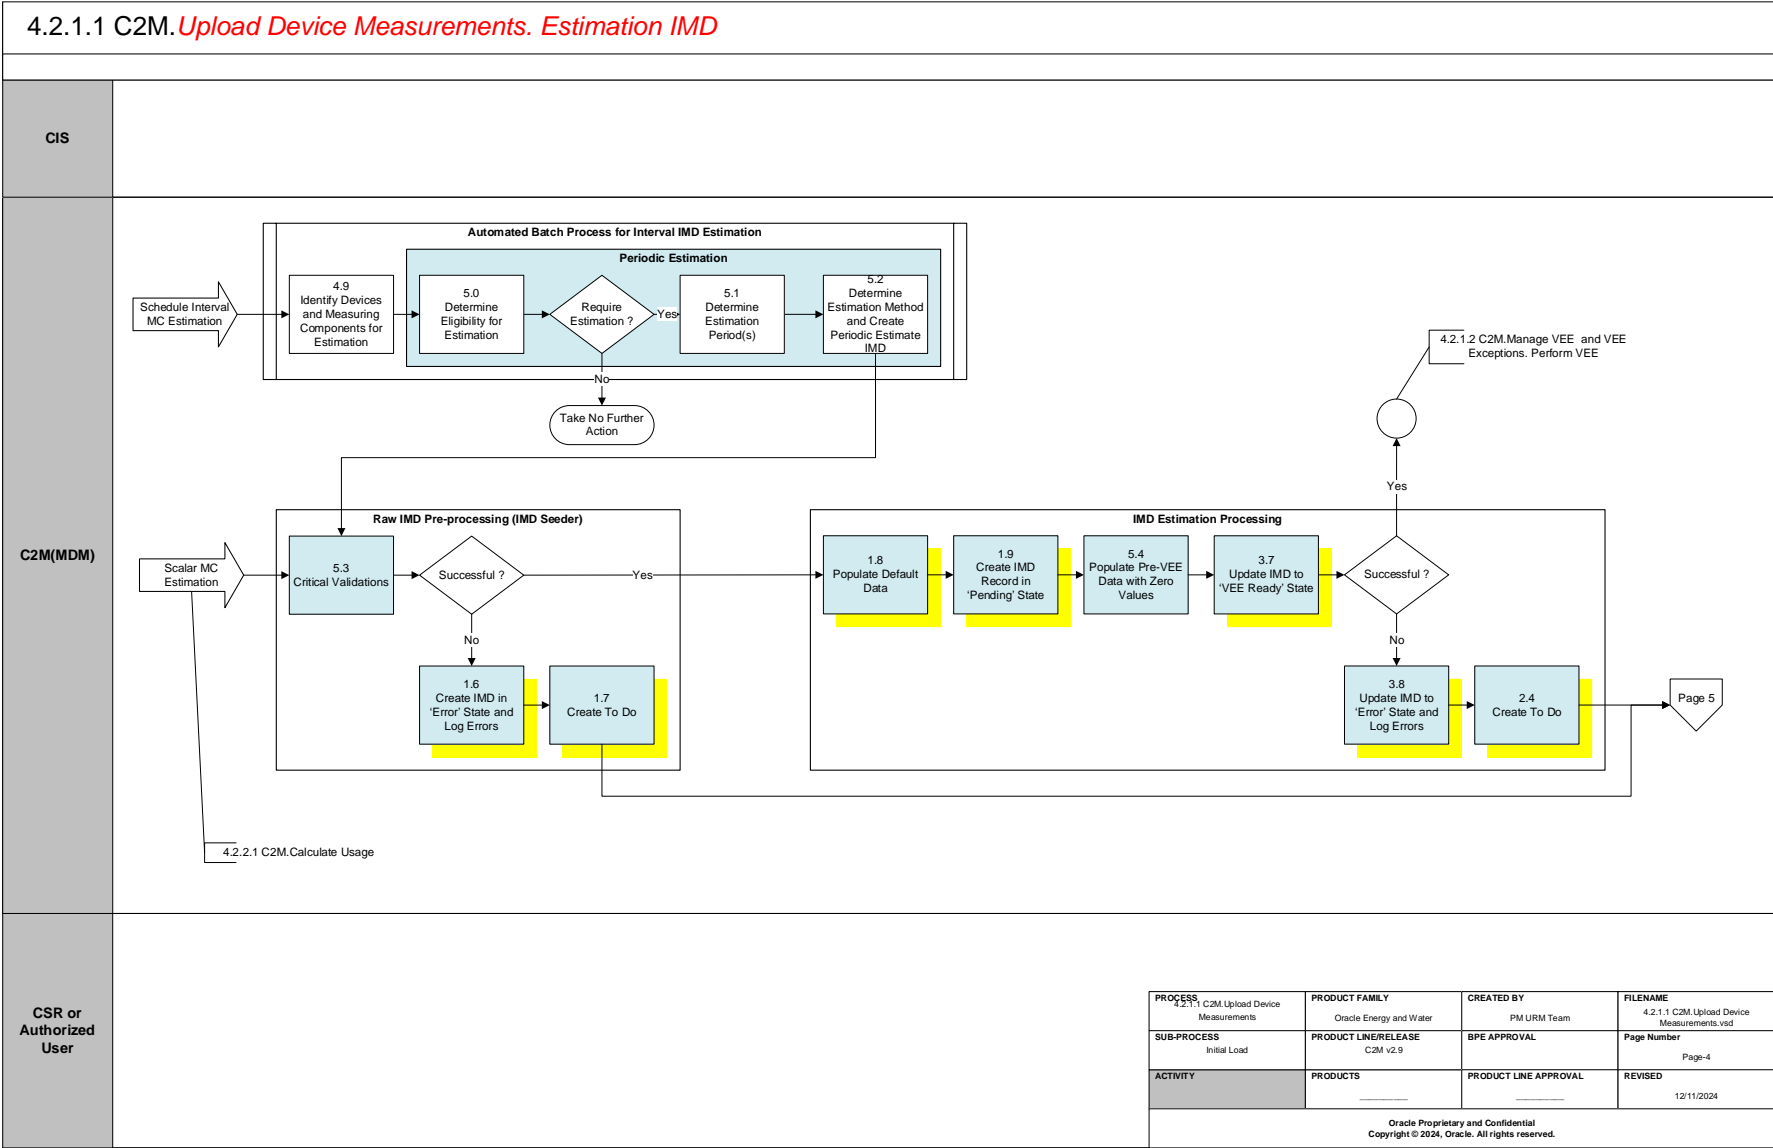 4.2.1.1 C2M.Upload Device Measurements. Estimation IMD
CIS
C2M(MDM)
CSR or
Authorized
User
Automated Batch Process for Interval IMD Estimation
Periodic Estimation
Schedule Interval
MC Estimation
4.9
Identify Devices
and Measuring
Components for
Estimation
5.0
Determine
Eligibility for
Estimation
Require
Estimation ?
Yes
5.1
Determine
Estimation
Period(s)
5.2
Determine
Estimation Method
and Create
Periodic Estimate
IMD
No
Take No Further
Action
4.2.1.2 C2M.Manage VEE and VEE
Exceptions. Perform VEE
Yes
Raw IMD Pre-processing (IMD Seeder)
Scalar MC
Estimation
5.3
Critical Validations
Successful ?
Yes
No
1.6
Create IMD in
‘Error’ State and
Log Errors
1.7
Create To Do
IMD Estimation Processing
1.8
Populate Default
Data
1.9
Create IMD
Record in
‘Pending’ State
5.4
Populate Pre-VEE
Data with Zero
Values
3.7
Update IMD to
‘VEE Ready’ State
Successful ?
No
3.8
Update IMD to
‘Error’ State and
Log Errors
2.4
Create To Do
Page 5
4.2.2.1 C2M.Calculate Usage
PROCESS
4.2.1.1 C2M.Upload Device
Measurements
PRODUCT FAMILY
Oracle Energy and Water
CREATED BY
PM URM Team
FILENAME
4.2.1.1 C2M.Upload Device
Measurements.vsd
SUB-PROCESS
Initial Load
PRODUCT LINE/RELEASE
C2M v2.9
BPE APPROVAL
Page Number
Page-4
ACTIVITY
PRODUCTS
PRODUCT LINE APPROVAL
REVISED
12/11/2024
Oracle Proprietary and Confidential
Copyright © 2024, Oracle. All rights reserved.